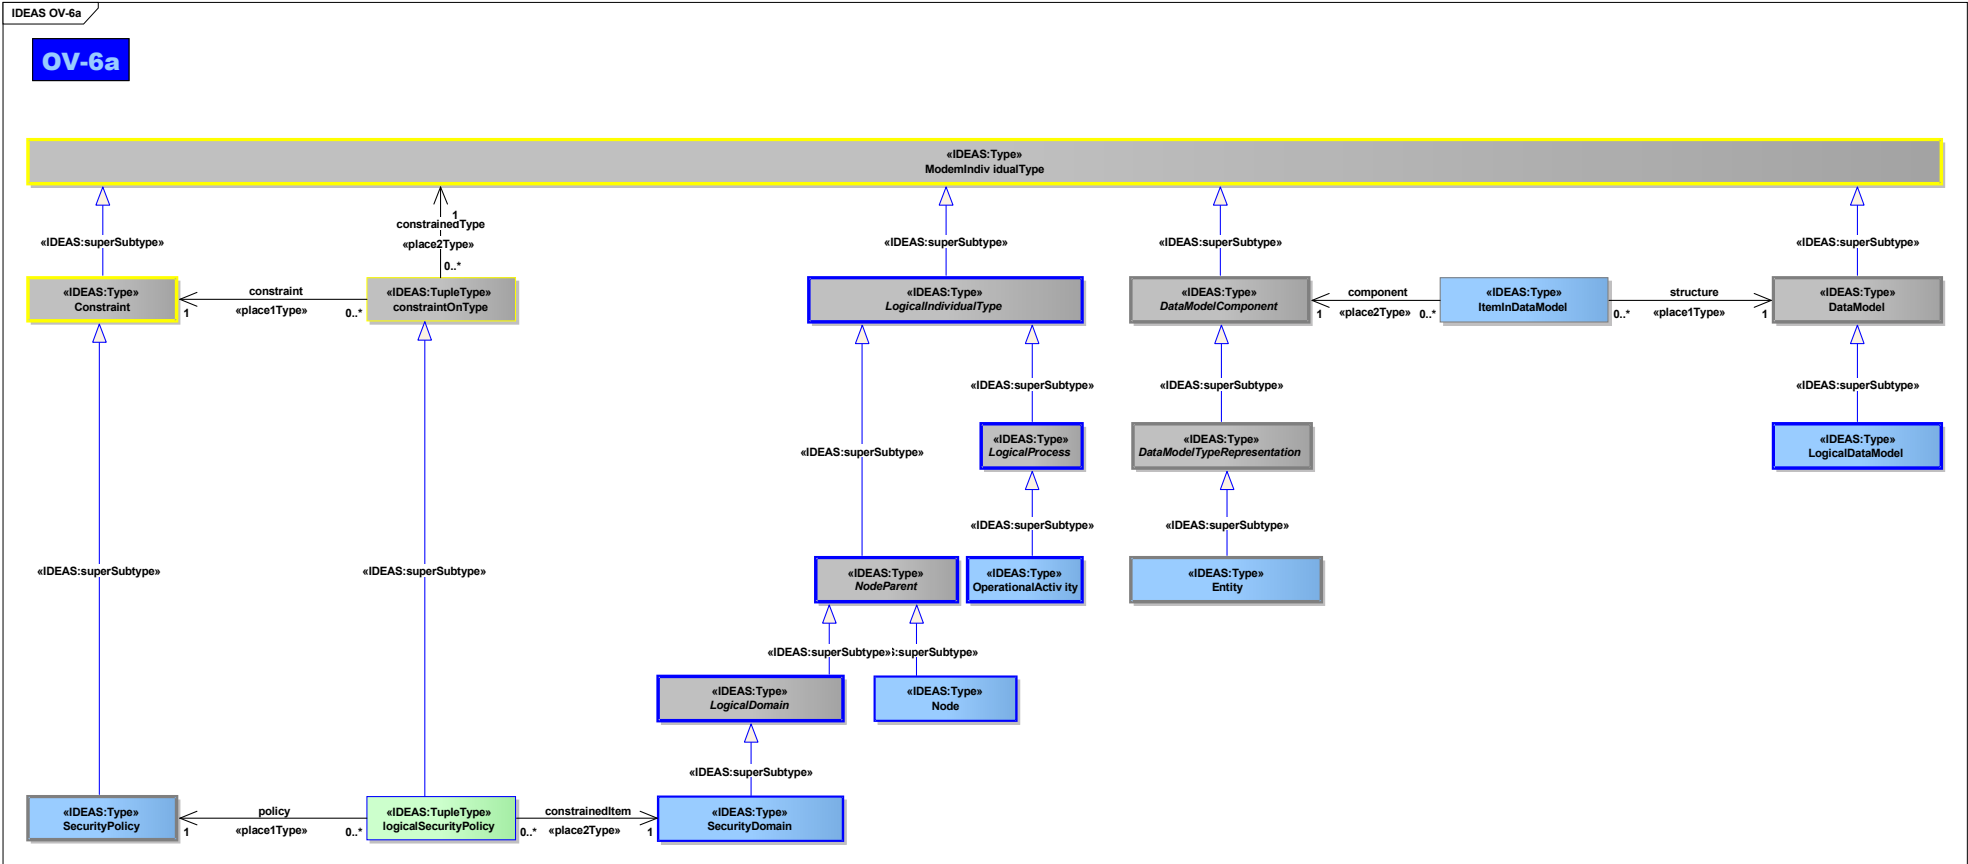 IDEAS OV-6a
OV-6a
«IDEAS:Type»
ModemIndiv idualType
1
constrainedType
«place2Type»
0..*
«IDEAS:superSubtype»
«IDEAS:superSubtype»
«IDEAS:superSubtype»
«IDEAS:superSubtype»
«IDEAS:Type»
Constraint
constraint
«place1Type»
1
0..*
«IDEAS:TupleType»
constraintOnType
«IDEAS:Type»
LogicalIndividualType
«IDEAS:Type»
DataModelComponent
component
«place2Type»
1
0..*
«IDEAS:Type»
ItemInDataModel
structure
«place1Type»
0..*
1
«IDEAS:Type»
DataModel
«IDEAS:superSubtype»
«IDEAS:superSubtype»
«IDEAS:superSubtype»
«IDEAS:superSubtype»
«IDEAS:Type»
LogicalProcess
«IDEAS:Type»
DataModelTypeRepresentation
«IDEAS:Type»
LogicalDataModel
«IDEAS:superSubtype»
«IDEAS:superSubtype»
«IDEAS:superSubtype»
«IDEAS:superSubtype»
«IDEAS:Type»
NodeParent
«IDEAS:Type»
OperationalActiv ity
«IDEAS:Type»
Entity
«IDEAS:superSubtype»
:superSubtype»
«IDEAS:Type»
LogicalDomain
«IDEAS:Type»
Node
«IDEAS:superSubtype»
«IDEAS:Type»
SecurityPolicy
policy
«place1Type»
1
0..*
«IDEAS:TupleType»
logicalSecurityPolicy
constrainedItem
«place2Type»
0..*
1
«IDEAS:Type»
SecurityDomain